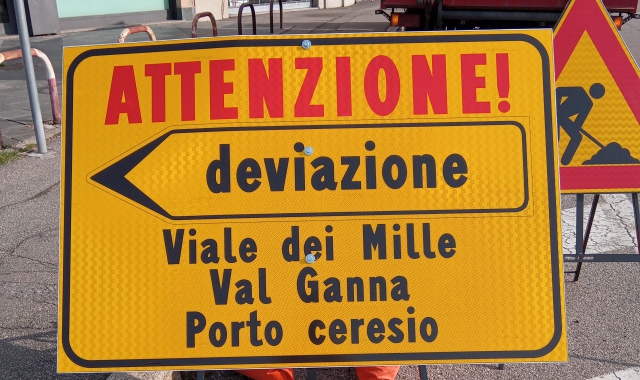 ATTENZIONE!
deviazione
Viale dei Mille
Val Ganna
Porto ceresio